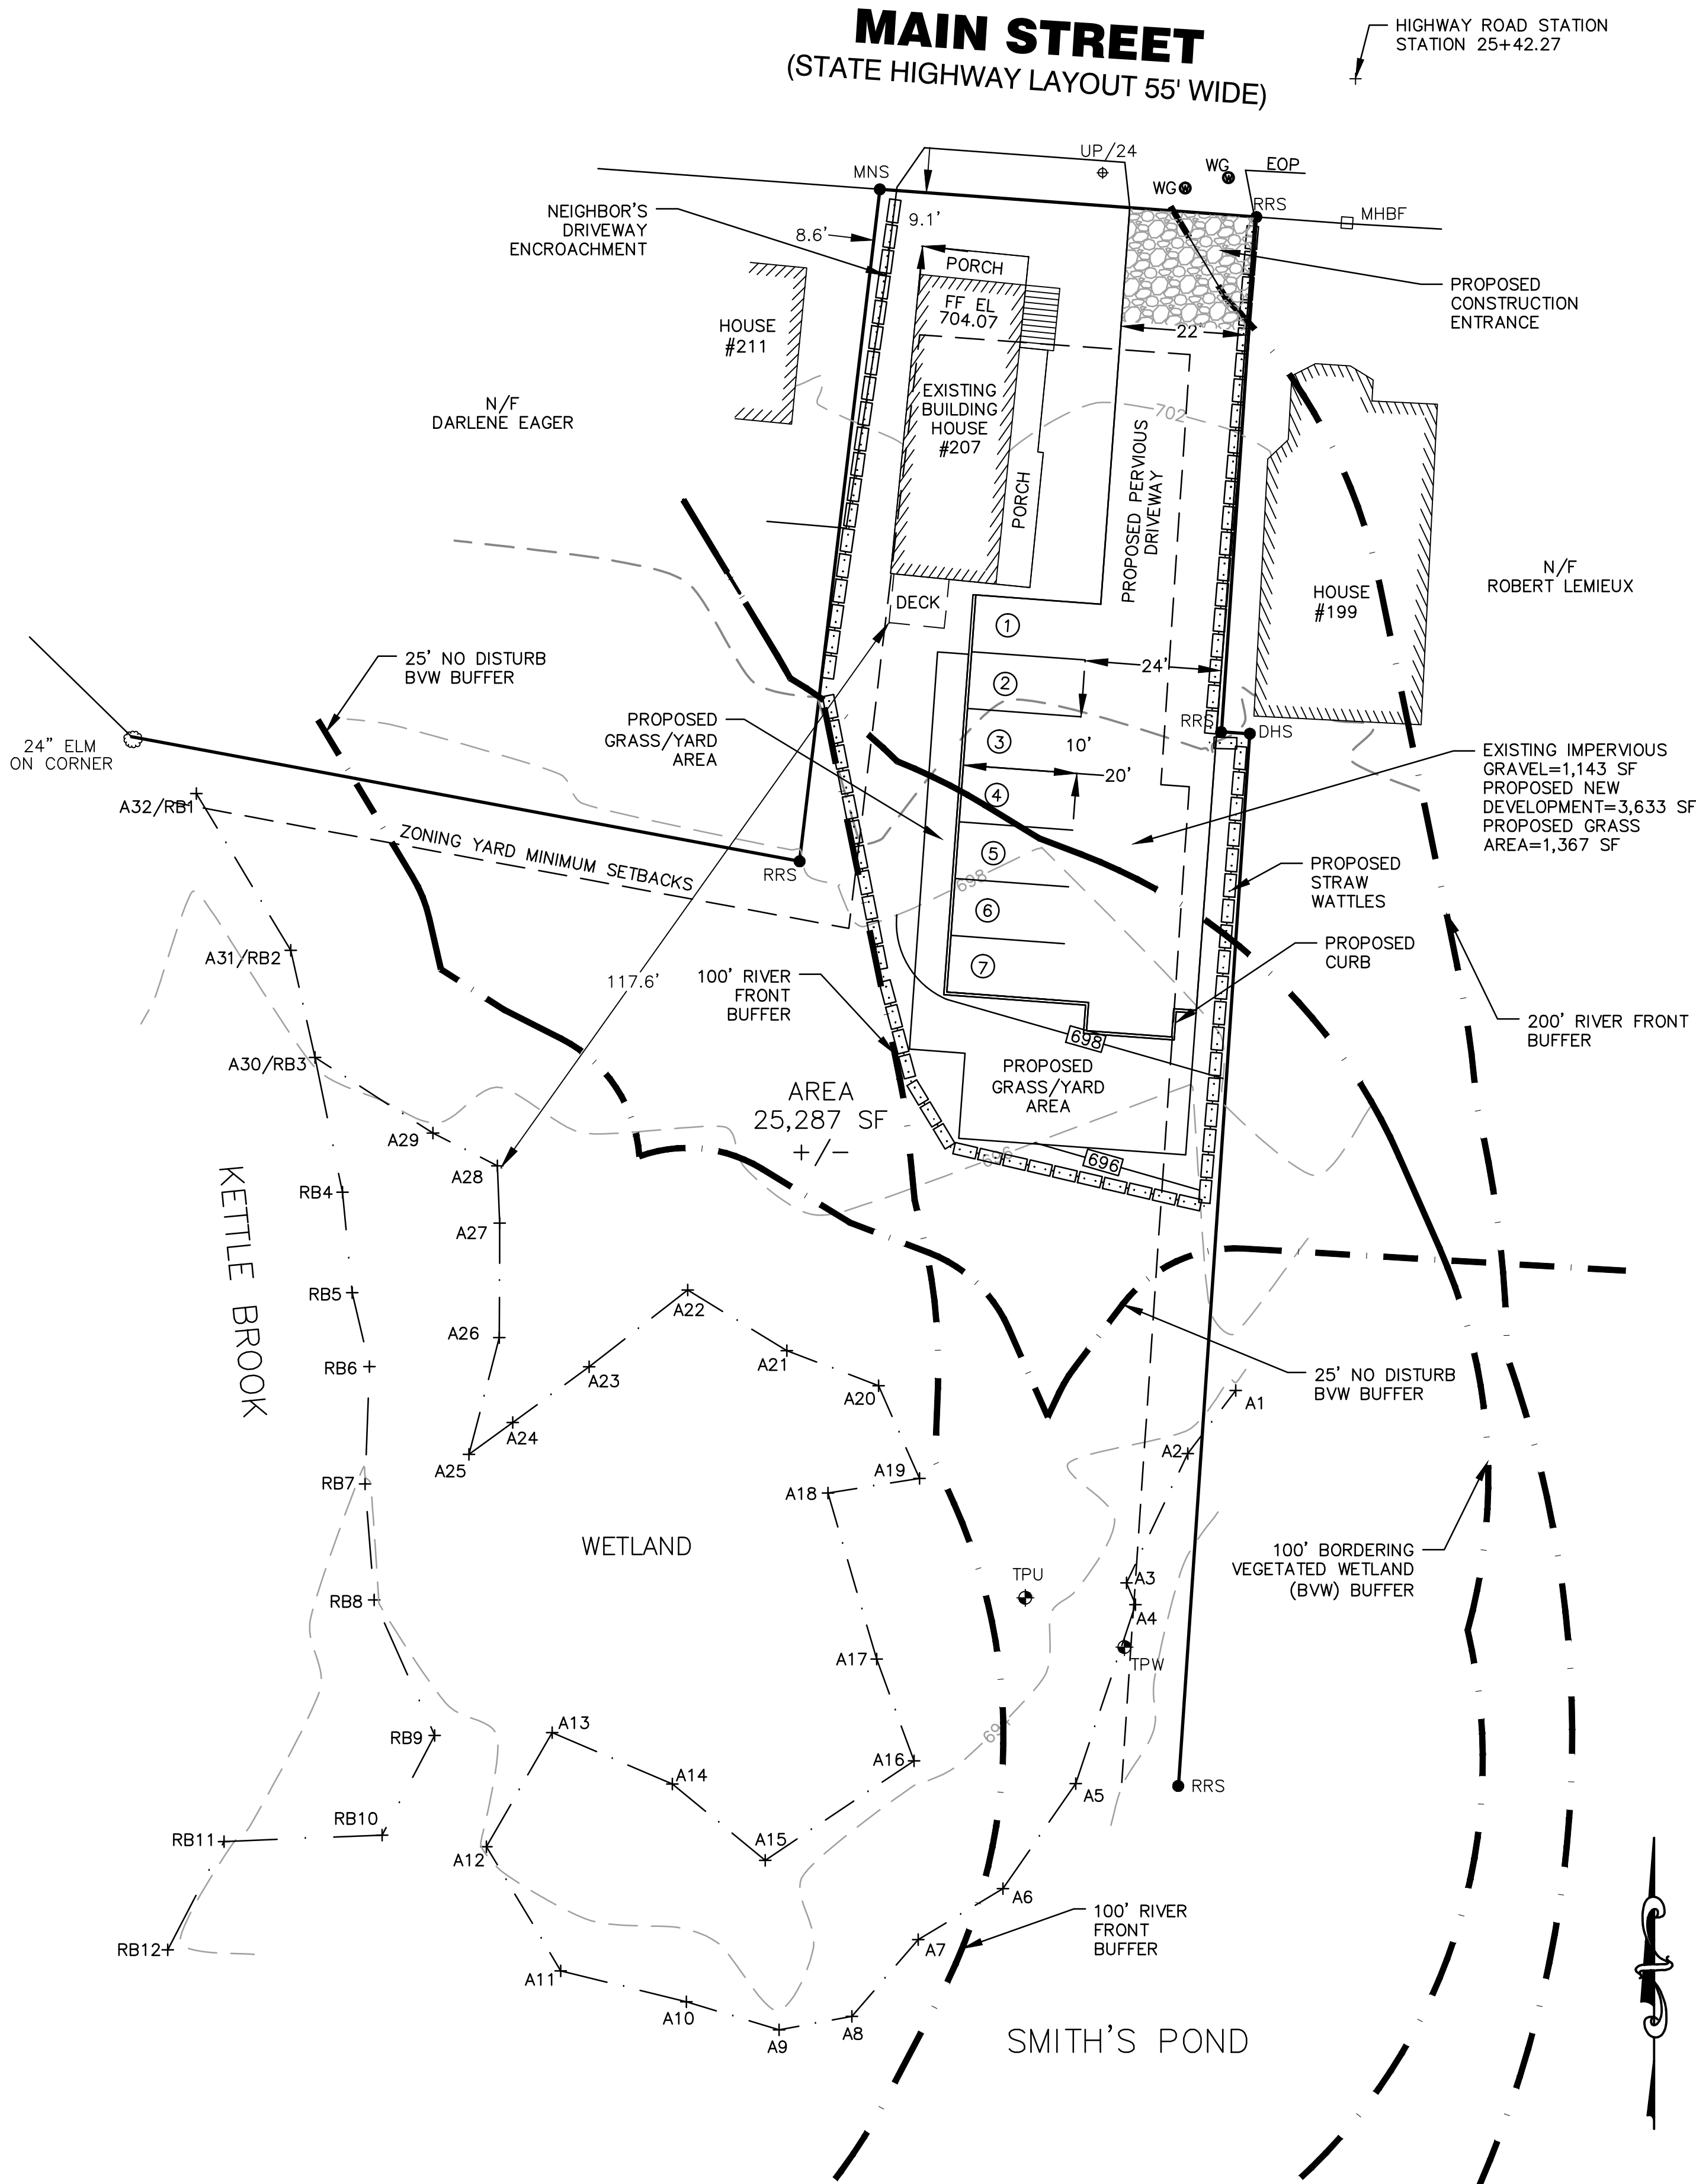 MAIN STREET
(STATE HIGHWAY LAYOUT 55' WIDE)
HIGHWAY ROAD STATION
STATION 25+42.27
UP/24
WG
WG
EOP
MNS
RRS
MHBF
NEIGHBOR'S
DRIVEWAY
ENCROACHMENT
8.6'
9.1'
PORCH
FF EL
704.07
22'
PROPOSED
CONSTRUCTION
ENTRANCE
HOUSE
#211
N/F
DARLENE EAGER
EXISTING
BUILDING
HOUSE
#207
PORCH
702
PROPOSED PERVIOUS
DRIVEWAY
N/F
ROBERT LEMIEUX
HOUSE
#199
DECK
1
2
3
4
5
6
7
24'
10'
20'
25' NO DISTURB
BVW BUFFER
24" ELM
ON CORNER
PROPOSED
GRASS/YARD
AREA
RRS
DHS
EXISTING IMPERVIOUS
GRAVEL=1,143 SF
PROPOSED NEW
DEVELOPMENT=3,633 SF
PROPOSED GRASS
AREA=1,367 SF
A32/RB1
ZONING YARD MINIMUM SETBACKS
RRS
698
PROPOSED
STRAW
WATTLES
PROPOSED
CURB
A31/RB2
117.6'
100' RIVER
FRONT
BUFFER
200' RIVER FRONT
BUFFER
698
A30/RB3
PROPOSED
GRASS/YARD
AREA
AREA
25,287 SF
+/-
A29
A28
696
696
KETTLE BROOK
RB4
A27
RB5
A26
A22
RB6
A23
A21
A20
25' NO DISTURB
BVW BUFFER
A1
A24
A25
A2
RB7
A19
A18
WETLAND
100' BORDERING
VEGETATED WETLAND
(BVW) BUFFER
TPU
A3
A4
RB8
A17
TPW
A13
RB9
694
A16
A14
A5
RRS
RB10
RB11
A15
A12
A6
100' RIVER
FRONT
BUFFER
RB12
A7
A11
A10
A9
A8
SMITH'S POND